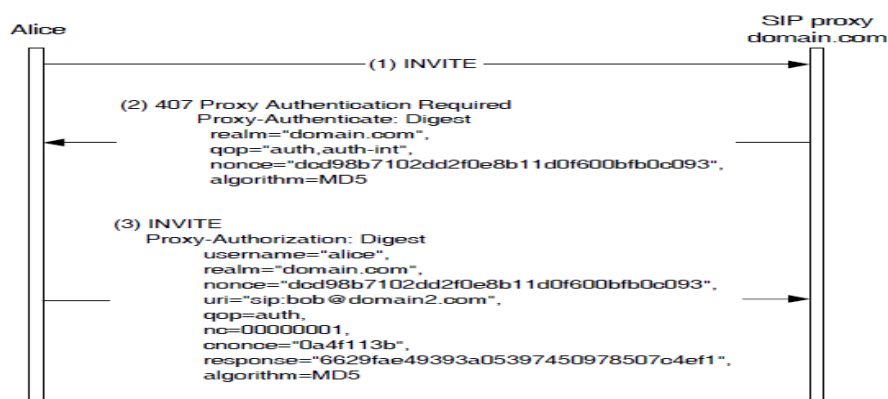 Alice
SIP proxy
domain.com
(1) INVITE
(2) 407 Proxy Authentication Required
Proxy-Authenticate: Digest
realm="domain.com",
qop="auth,auth-int",
nonce="dcd98b7102dd2f0e8b11d0f600bfb0c093",
algorithm=MD5
(3) INVITE
Proxy-Authorization: Digest
username="alice",
realm="domain.com",
nonce="dcd98b7102dd2f0e8b11d0f600bfb0c093",
uri="sip:bob@domain2.com",
qop=auth,
nc=00000001,
cnonce="0a4f113b",
response="6629fae49393a05397450978507c4ef1",
algorithm=MD5